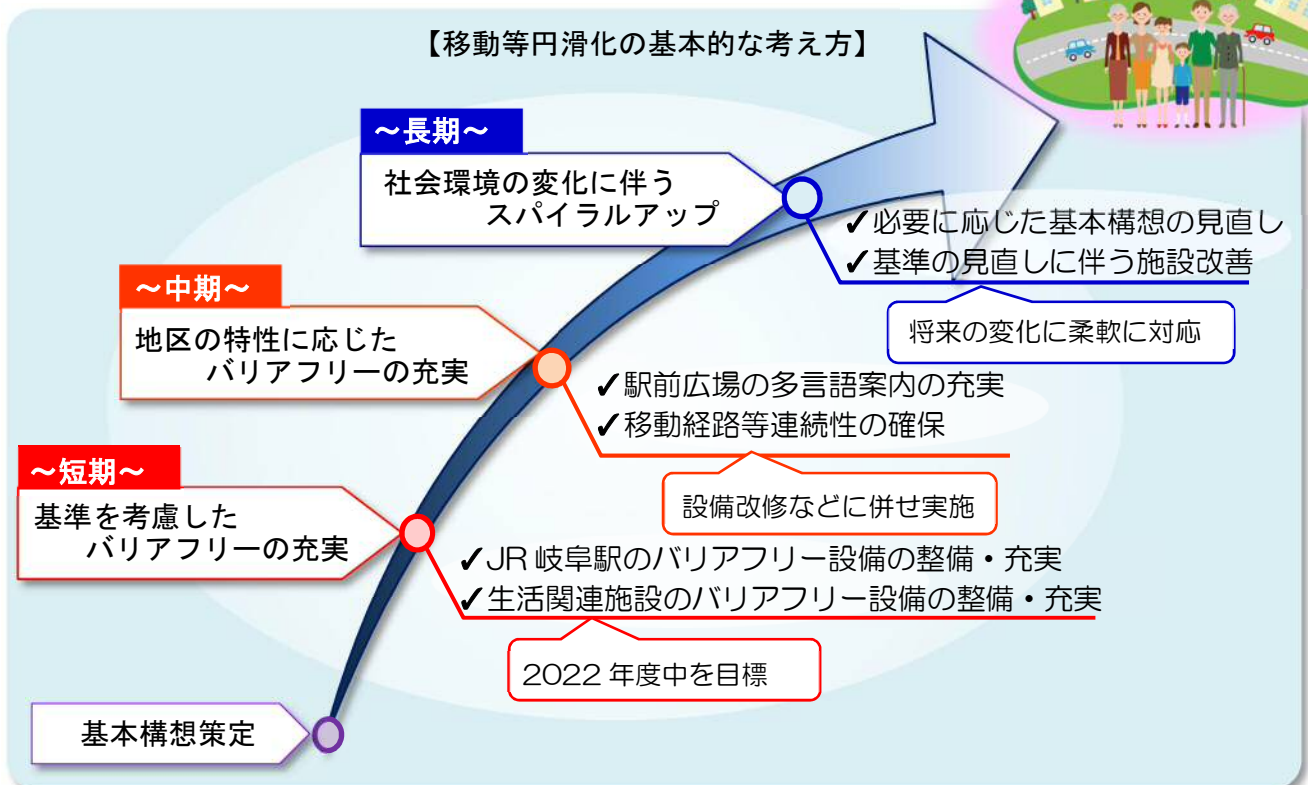 【移動等円滑化の基本的な考え方】
～長期～
社会環境の変化に伴う
スパイラルアップ
✓必要に応じた基本構想の見直し
✓基準の見直しに伴う施設改善
将来の変化に柔軟に対応
～中期～
地区の特性に応じた
バリアフリーの充実
✓駅前広場の多言語案内の充実
✓移動経路等連続性の確保
設備改修などに併せ実施
～短期～
基準を考慮した
バリアフリーの充実
✓JR岐阜駅のバリアフリー設備の整備・充実
✓生活関連施設のバリアフリー設備の整備・充実
2022年度中を目標
基本構想策定